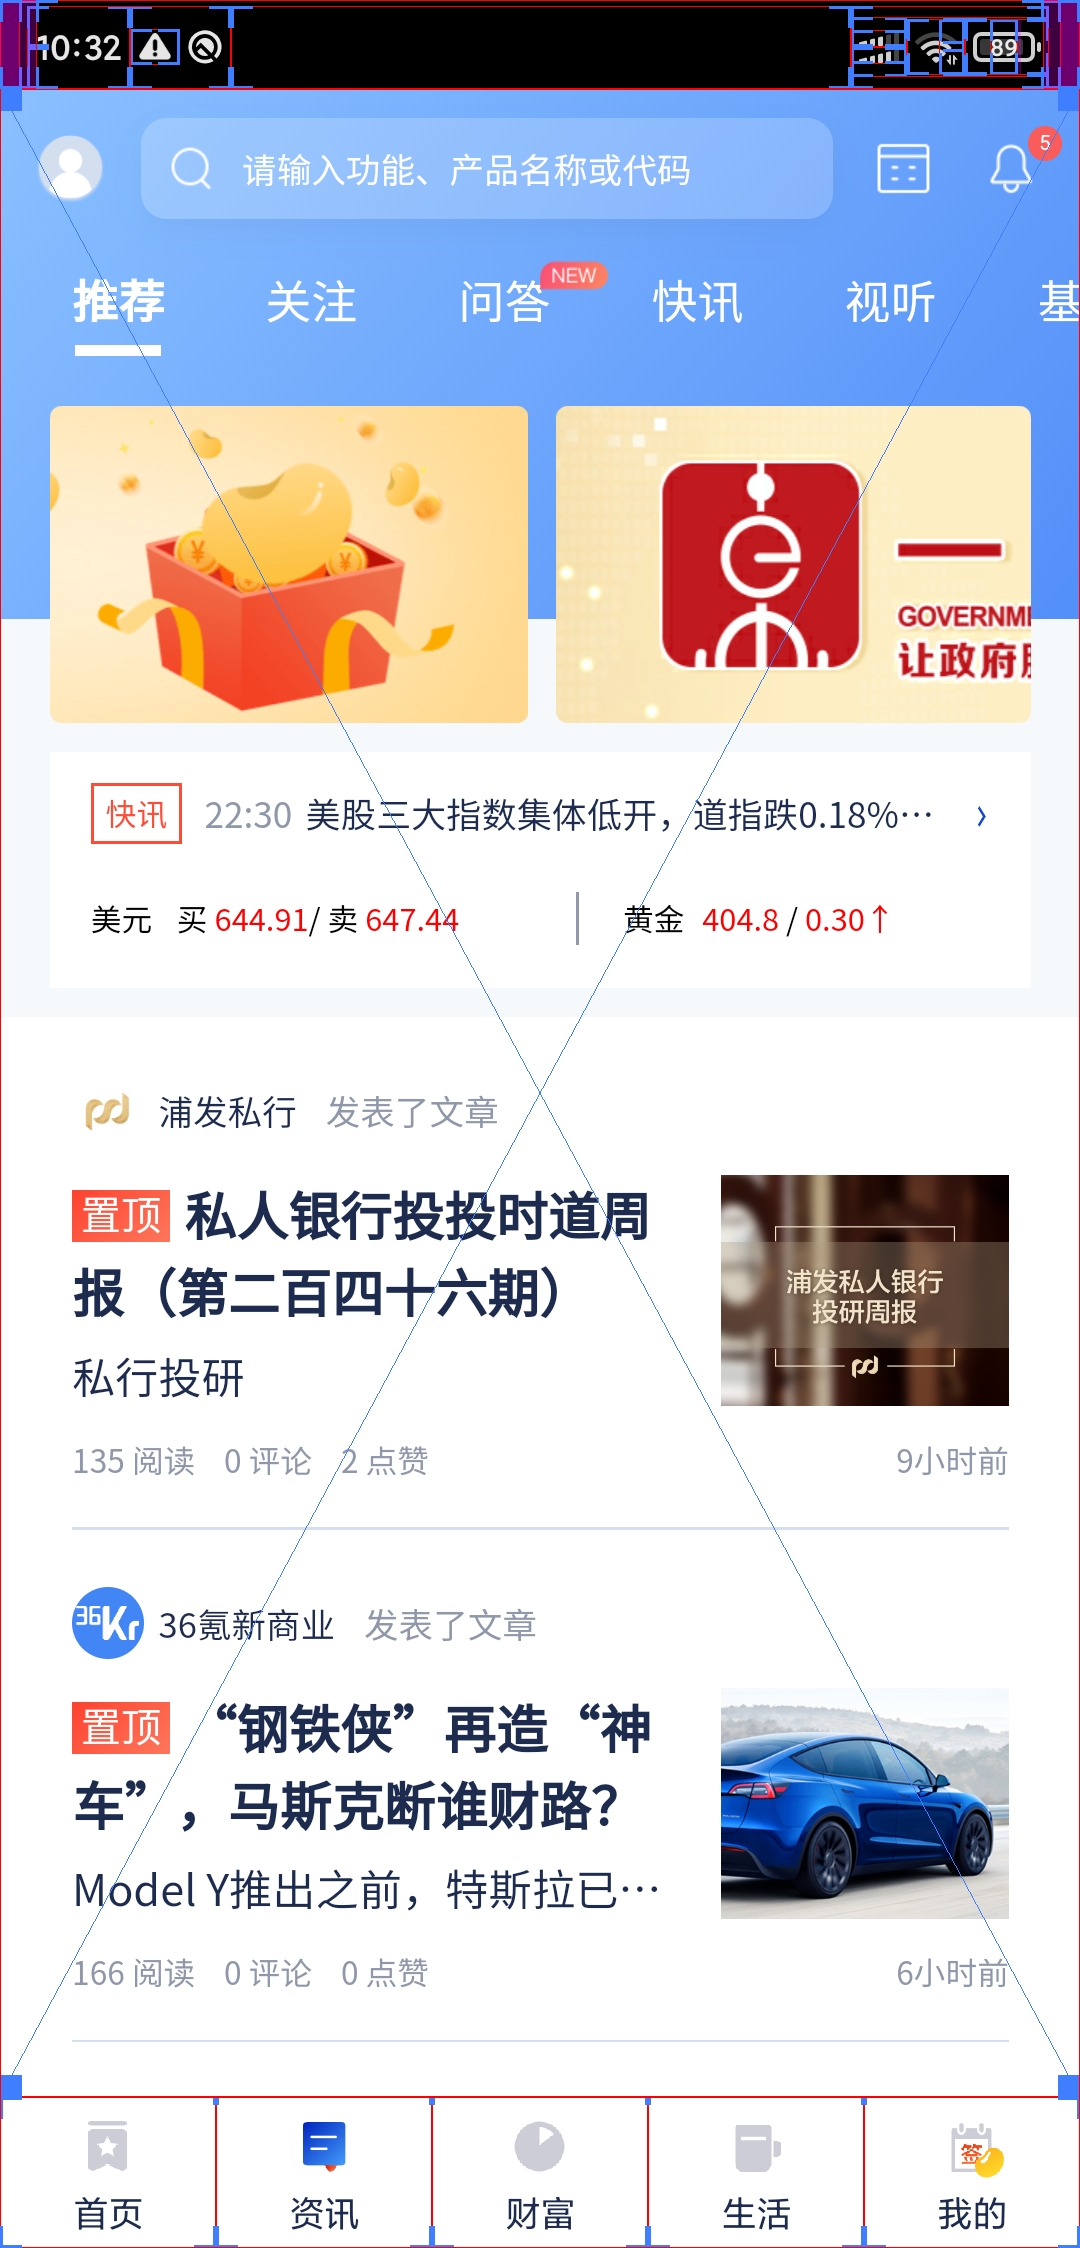 10:32
89
请输入功能、产品名称或代码
5
推荐 关注 问答 NEW 快讯 视听 基
GOVERNME
让政府
快讯 22:30 美股三大指数集体低开，道指跌0.18%…
美元 买 644.91/ 卖 647.44 黄金 404.8 / 0.30↑
浦发私行 发表了文章
置顶 私人银行投投时道周
报（第二百四十六期）
私行投研
浦发私人银行
投研周报
135 阅读 0 评论 2 点赞 9小时前
36Kr 36氪新商业 发表了文章
置顶 “钢铁侠”再造“神
车”，马斯克断谁财路？
Model Y推出之前，特斯拉已…
166 阅读 0 评论 0 点赞 6小时前
签
首页 资讯 财富 生活 我的